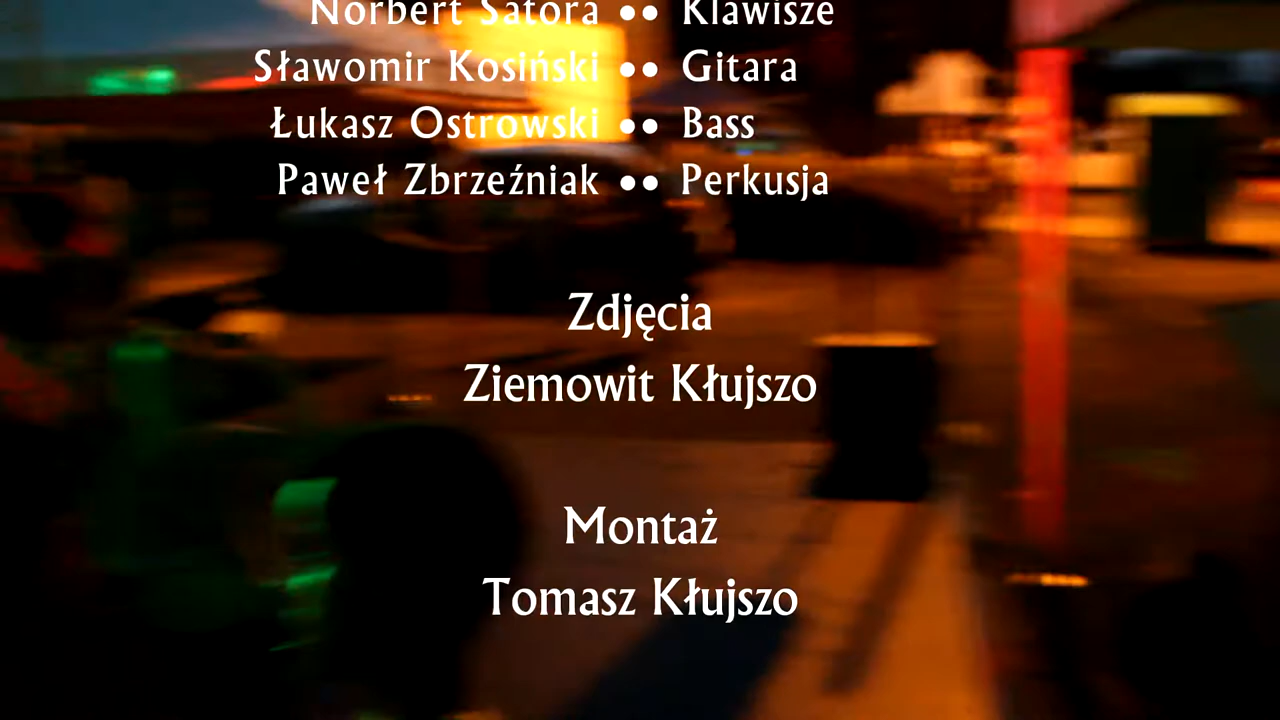 Norbert Satora •• Klawisze
Sławomir Kosiński •• Gitara
Łukasz Ostrowski •• Bass
Paweł Zbrzeźniak •• Perkusja
Zdjęcia
Ziemowit Kłujszo
Montaż
Tomasz Kłujszo